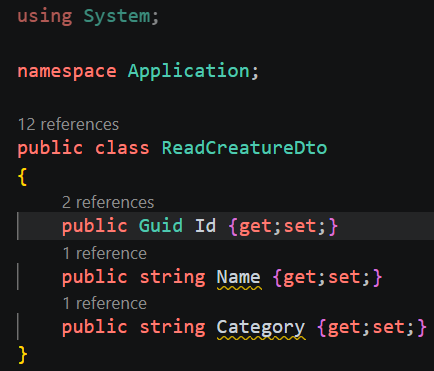 using System;
namespace Application;
12 references
public class ReadCreatureDto
{
2 references
public Guid Id {get;set;}
1 reference
public string Name {get;set;}
1 reference
public string Category {get;set;}
}